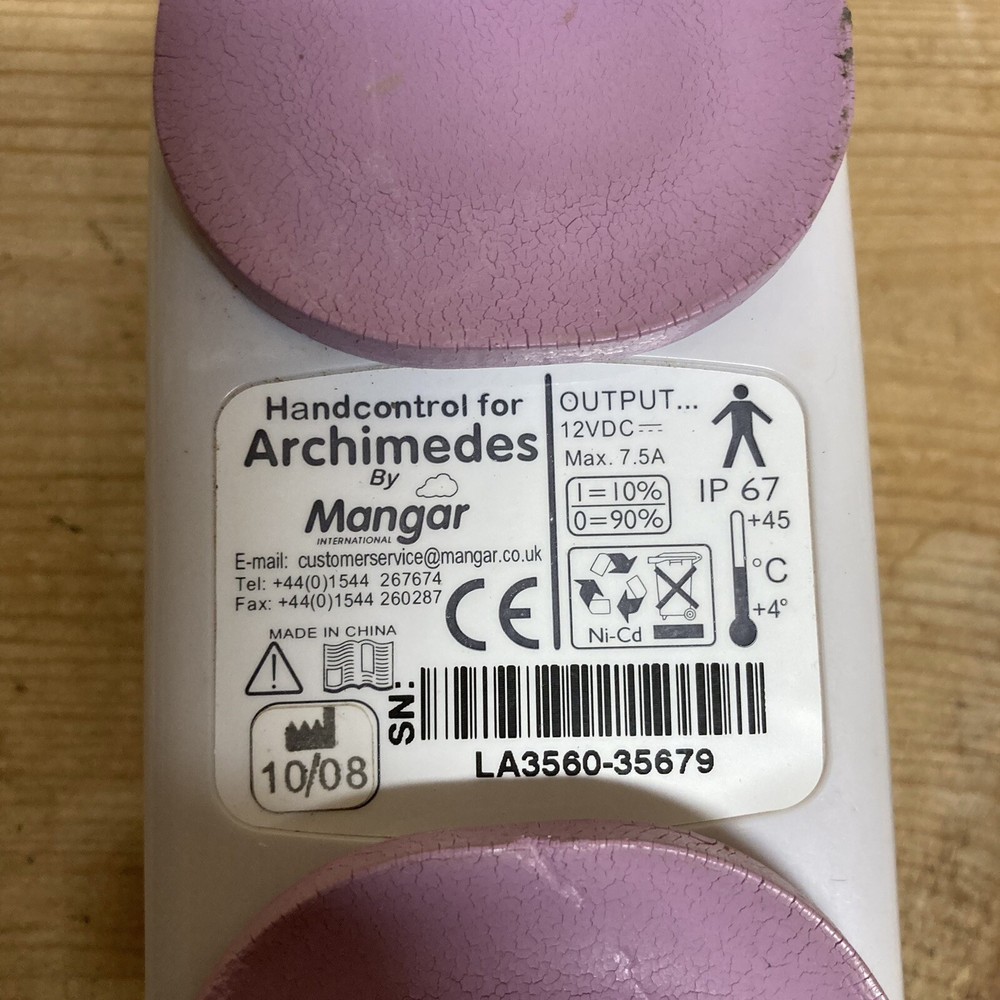 Handcontrol for
Archimedes
By
Mangar
INTERNATIONAL
E-mail: customerservice@mangar.co.uk
Tel: +44(0)1544 267674
Fax: +44(0)1544 260287
CE
MADE IN CHINA
10/08
OUTPUT...
12VDC
Max. 7.5A
I=10%
0=90%
IP 67
+45
°C
+4°
Ni-Cd
SN:
LA3560-35679